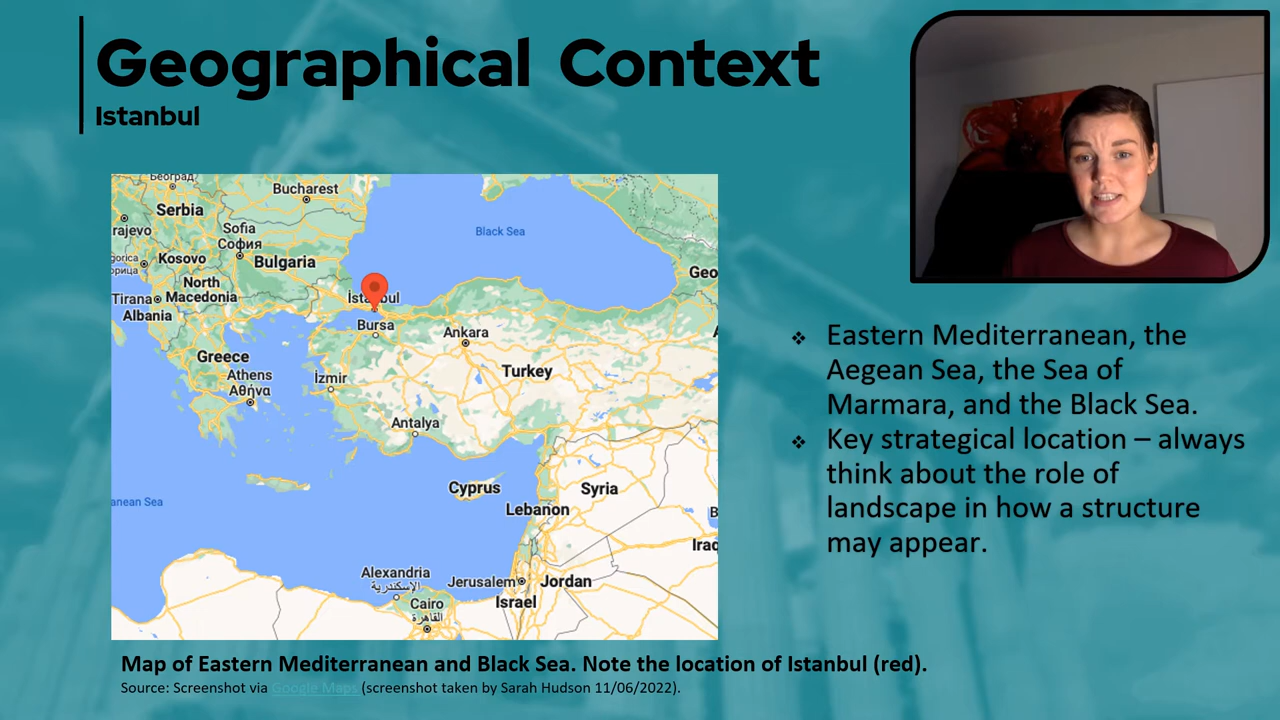 Geographical Context
Istanbul
Београд
Bucharest
Serbia
rajevo
Sofia
София
Black Sea
Kosovo
Bulgaria
Geo
North
Macedonia
Tirana
Albania
İstanbul
Bursa
Ankara
Greece
Athens
Αθήνα
İzmir
Turkey
Antalya
anean Sea
Cyprus
Syria
Lebanon
Iraq
Alexandria
الإسكندرية
Jerusalem
Jordan
Cairo
القاهرة
Israel
❖ Eastern Mediterranean, the
Aegean Sea, the Sea of
Marmara, and the Black Sea.
❖ Key strategical location – always
think about the role of
landscape in how a structure
may appear.
Map of Eastern Mediterranean and Black Sea. Note the location of Istanbul (red).
Source: Screenshot via Google Maps (screenshot taken by Sarah Hudson 11/06/2022).